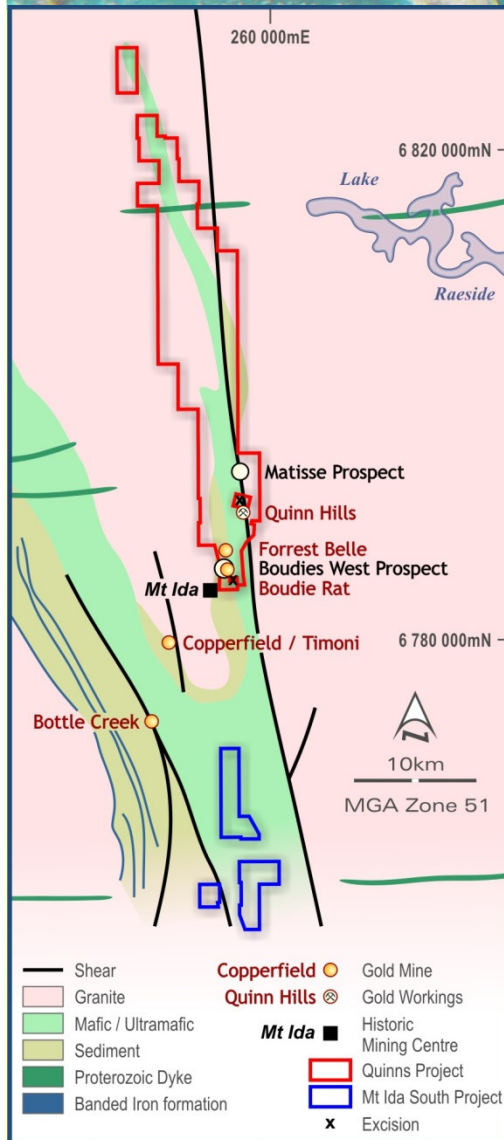 260 000mE
6 820 000mN
Lake
Raeside
Matisse Prospect
x
Quinn Hills
Forrest Belle
Boudies West Prospect
x
Boudie Rat
Mt Ida
Copperfield / Timoni
6 780 000mN
Bottle Creek
N
10km
MGA Zone 51
Shear
Granite
Mafic / Ultramafic
Sediment
Proterozoic Dyke
Banded Iron formation
Copperfield Gold Mine
Quinn Hills Gold Workings
Mt Ida Historic
Mining Centre
Quinns Project
Mt Ida South Project
x Excision